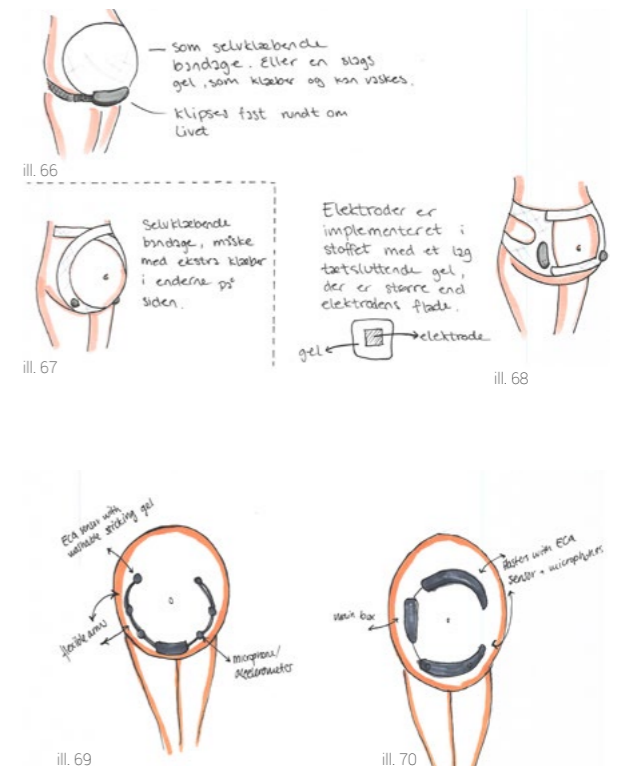 som selvklæbende
bandage. Eller en slags
gel, som klæber og kan vaskes.
Klipses fast rundt om
Livet
ill. 66
Selvklæbende
bandage, måske
med ekstra klæber
i enderne på
siden.
ill. 67
Elektroder er
implementeret i
stoffet med et lag
tætsluttende gel,
der er større end
elektrodens flade.
gel
elektrode
ill. 68
ECA sensor with
washable sticking gel
flexible arms
microphone/
accelerometer
ill. 69
main box
Plasters with ECA
sensor + microphones
ill. 70